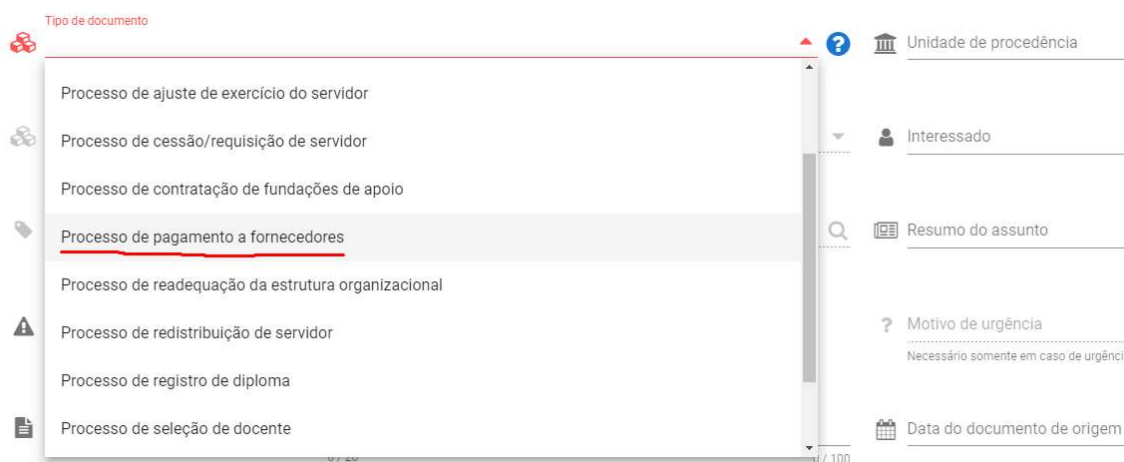 Tipo de documento
Unidade de procedência
Processo de ajuste de exercício do servidor
Processo de cessão/requisição de servidor
Interessado
Processo de contratação de fundações de apoio
Processo de pagamento a fornecedores
Resumo do assunto
Processo de readequação da estrutura organizacional
Processo de redistribuição de servidor
? Motivo de urgência
Necessário somente em caso de urgênci
Processo de registro de diploma
Processo de seleção de docente
Data do documento de origem
0 / 100